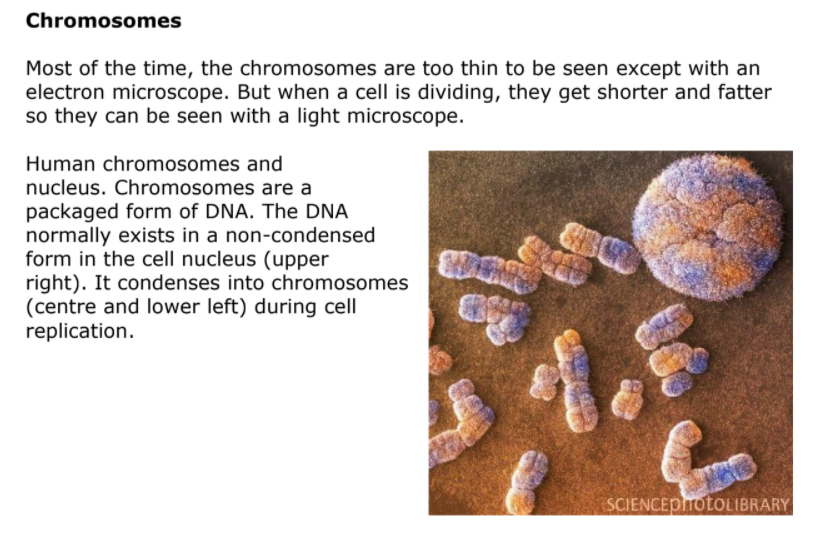 Chromosomes
Most of the time, the chromosomes are too thin to be seen except with an
electron microscope. But when a cell is dividing, they get shorter and fatter
so they can be seen with a light microscope.
Human chromosomes and
nucleus. Chromosomes are a
packaged form of DNA. The DNA
normally exists in a non-condensed
form in the cell nucleus (upper
right). It condenses into chromosomes
(centre and lower left) during cell
replication.
SCIENCEphotoLIBRARY